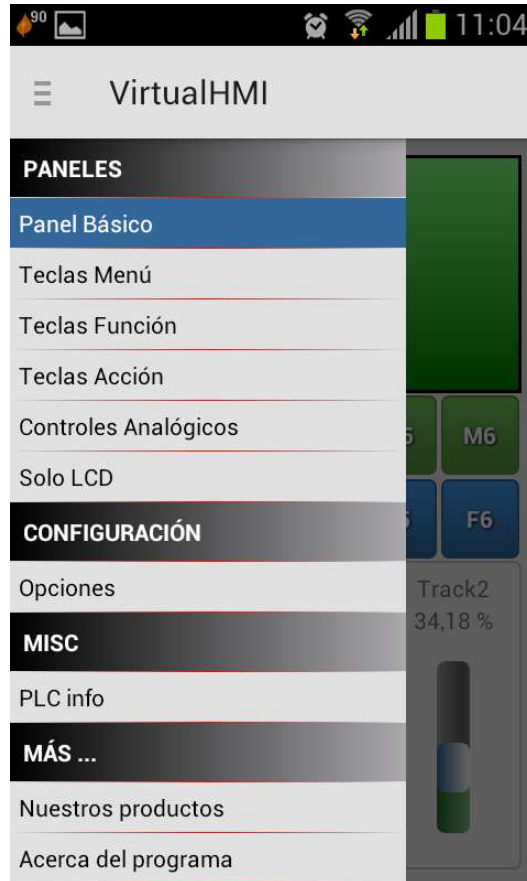 90
11:04
VirtualHMI
PANELES
Panel Básico
Teclas Menú
Teclas Función
Teclas Acción
Controles Analógicos
Solo LCD
CONFIGURACIÓN
Opciones
MISC
PLC info
MÁS ...
Nuestros productos
Acerca del programa
M6
F6
Track2
34,18 %